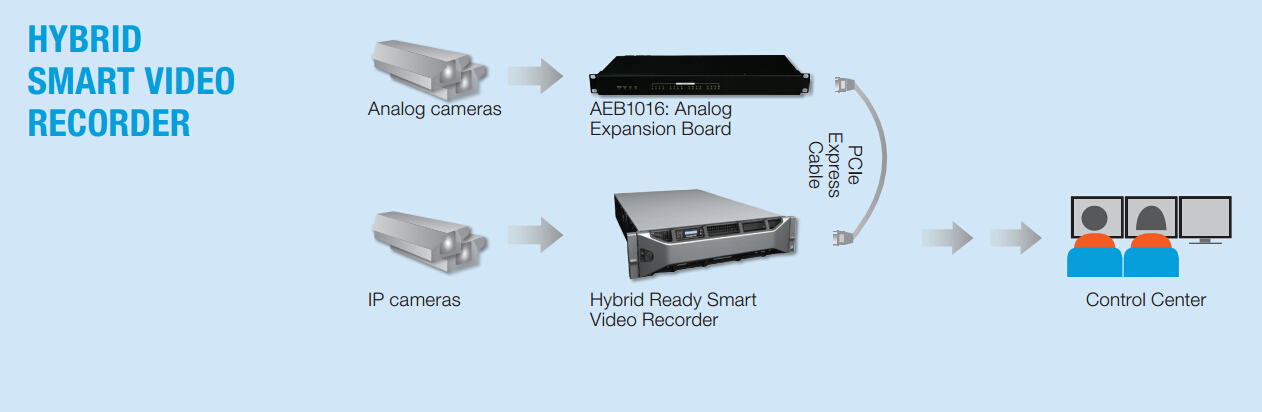 HYBRID
SMART VIDEO
RECORDER
Analog cameras
AEB1016: Analog
Expansion Board
PCIe
Express
Cable
IP cameras
Hybrid Ready Smart
Video Recorder
Control Center